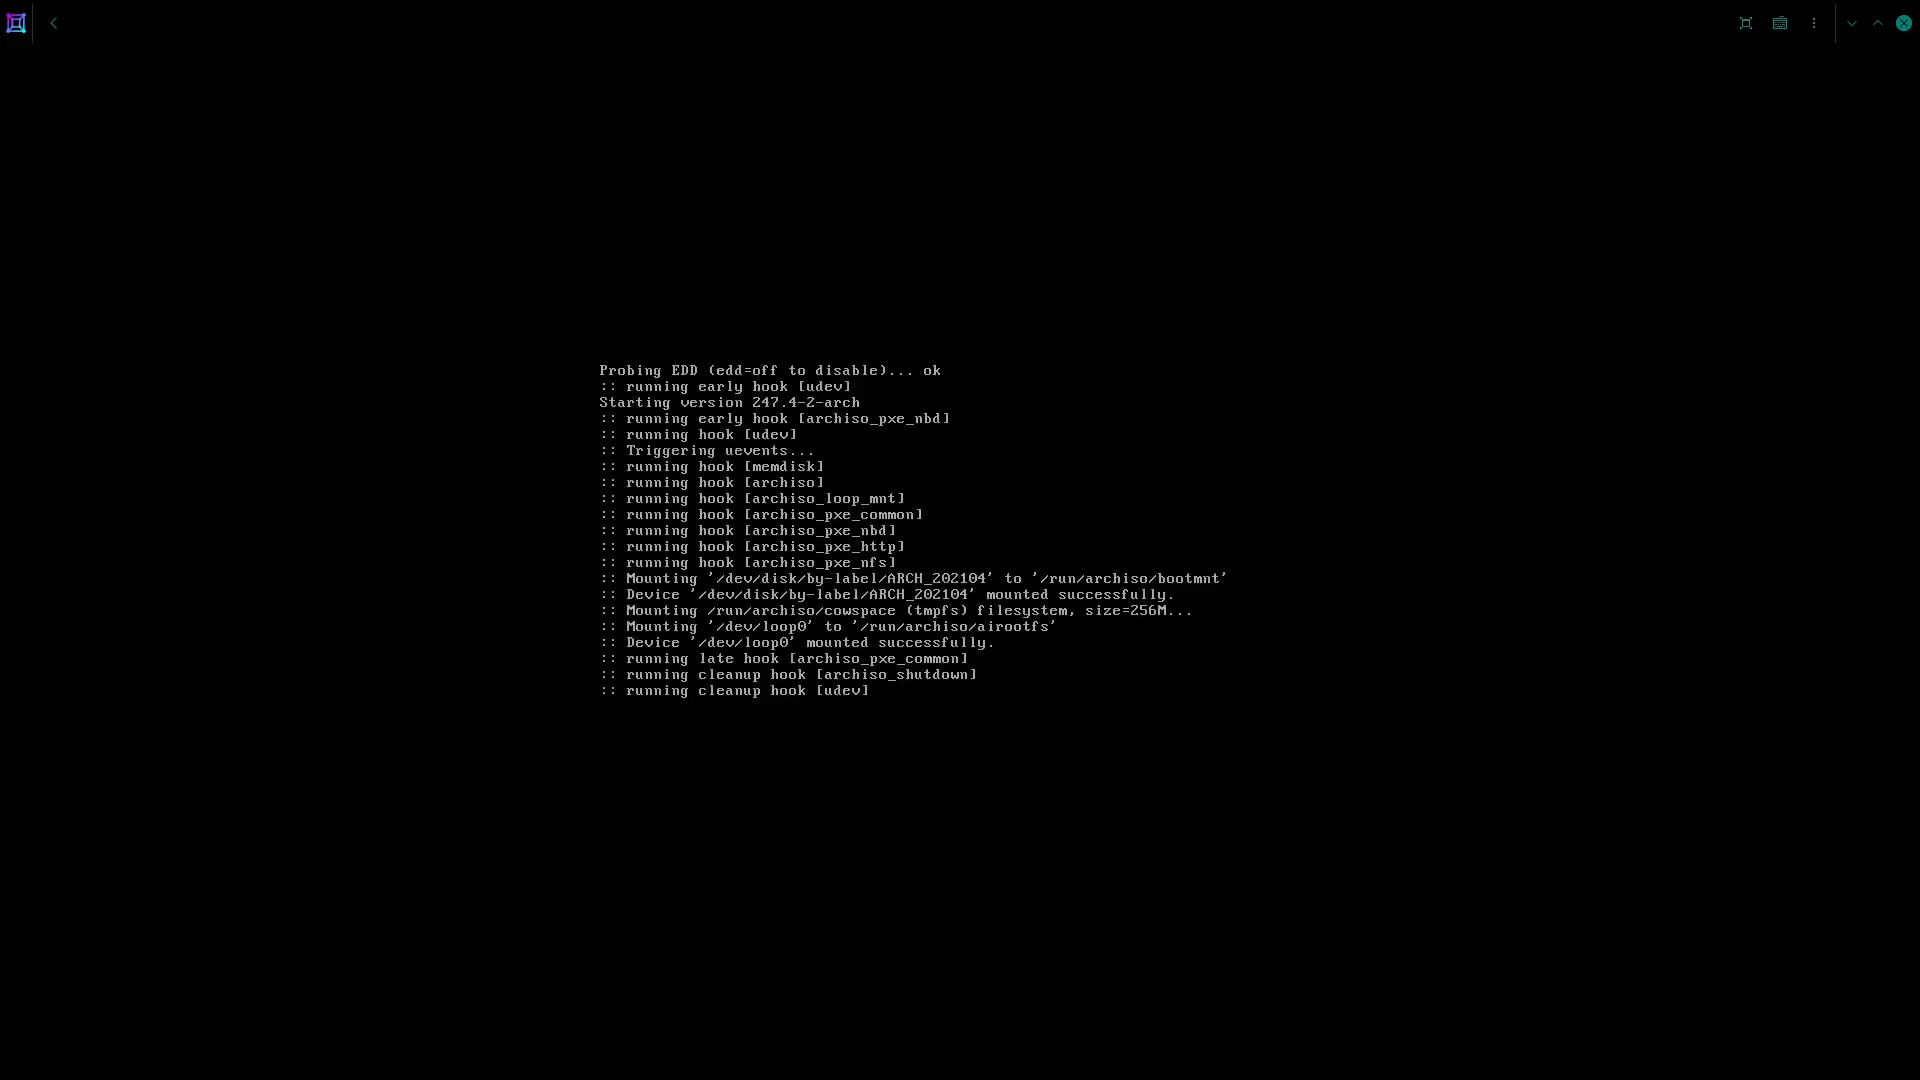 Probing EDD (edd=off to disable)... ok
:: running early hook [udev]
Starting version 247.4-2-arch
:: running early hook [archiso_pxe_nbd]
:: running hook [udev]
:: Triggering uevents...
:: running hook [memdisk]
:: running hook [archiso]
:: running hook [archiso_loop_mnt]
:: running hook [archiso_pxe_common]
:: running hook [archiso_pxe_nbd]
:: running hook [archiso_pxe_http]
:: running hook [archiso_pxe_nfs]
:: Mounting '/dev/disk/by-label/ARCH_202104' to '/run/archiso/bootmnt'
:: Device '/dev/disk/by-label/ARCH_202104' mounted successfully.
:: Mounting /run/archiso/cowspace (tmpfs) filesystem, size=256M...
:: Mounting '/dev/loop0' to '/run/archiso/airootfs'
:: Device '/dev/loop0' mounted successfully.
:: running late hook [archiso_pxe_common]
:: running cleanup hook [archiso_shutdown]
:: running cleanup hook [udev]